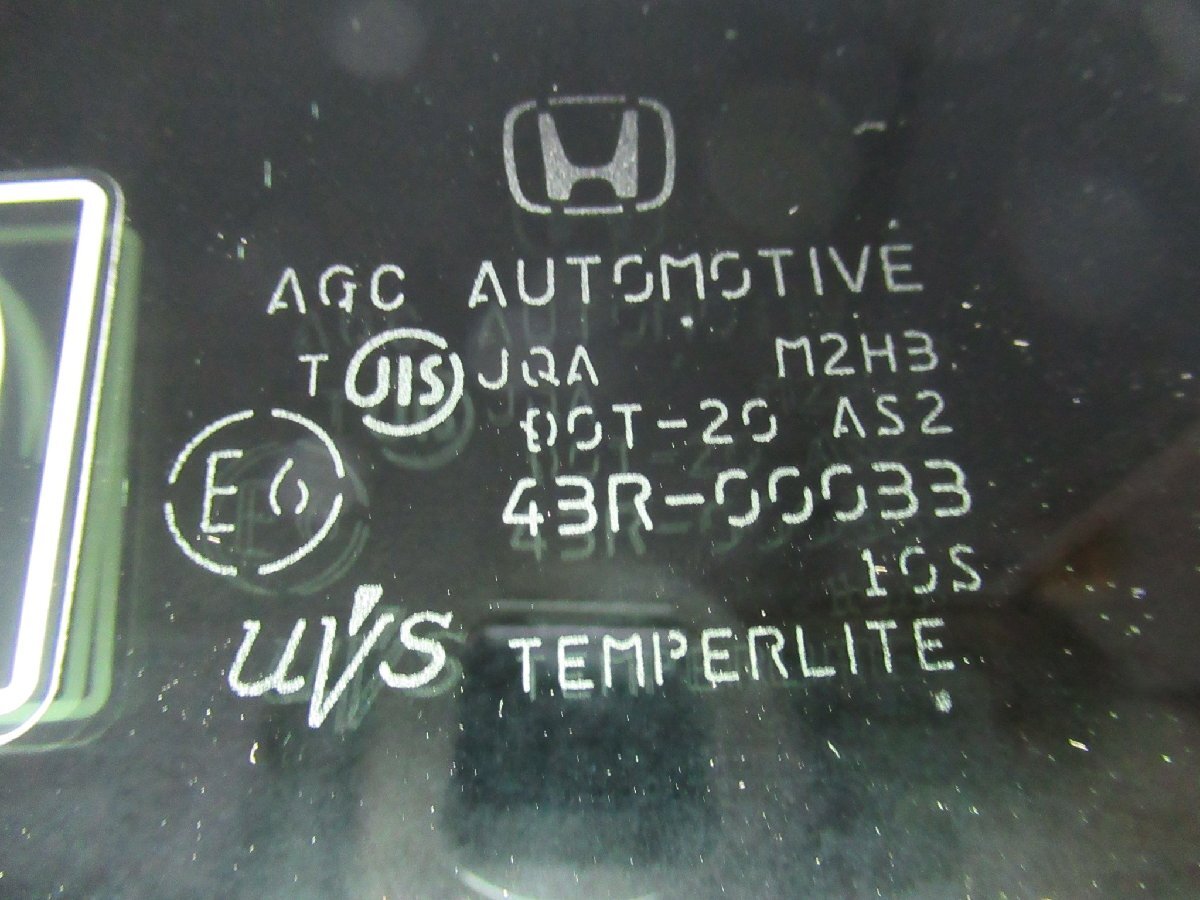 AGC AUTOMOTIVE
T JIS JQA M2H3
DOT-20 AS2
E6 43R-00033
10S
UVS TEMPERLITE